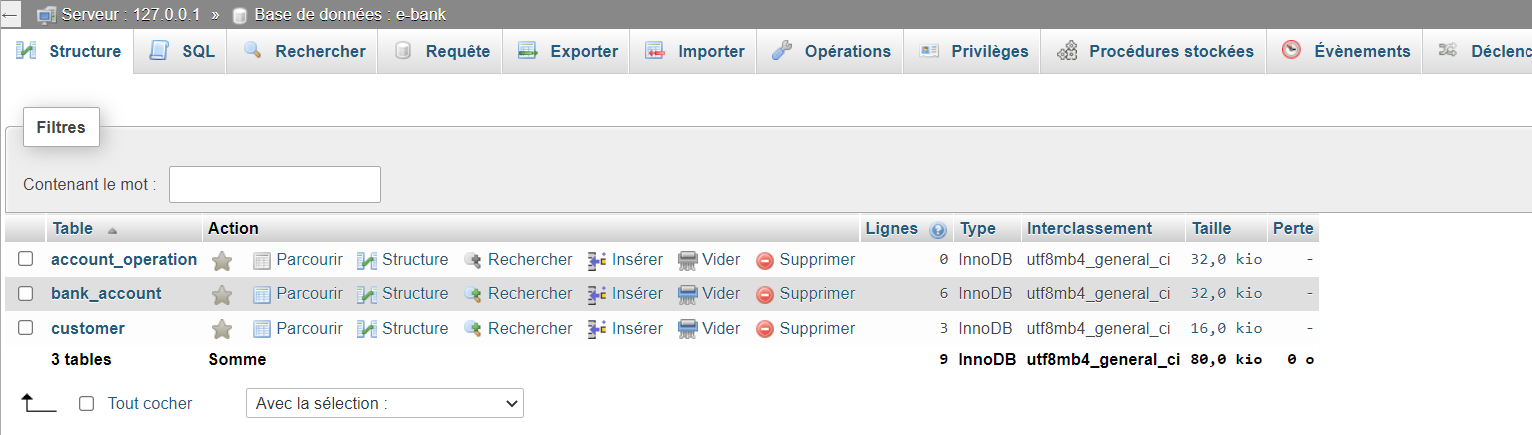 ← Serveur : 127.0.0.1 » Base de données : e-bank
Structure SQL Rechercher Requête Exporter Importer Opérations Privilèges Procédures stockées Évènements Déclenc
Filtres
Contenant le mot :
Table Action Lignes Type Interclassement Taille Perte
account_operation Parcourir Structure Rechercher Insérer Vider Supprimer 0 InnoDB utf8mb4_general_ci 32,0 kio -
bank_account Parcourir Structure Rechercher Insérer Vider Supprimer 6 InnoDB utf8mb4_general_ci 32,0 kio -
customer Parcourir Structure Rechercher Insérer Vider Supprimer 3 InnoDB utf8mb4_general_ci 16,0 kio -
3 tables Somme 9 InnoDB utf8mb4_general_ci 80,0 kio 0 o
Tout cocher Avec la sélection :